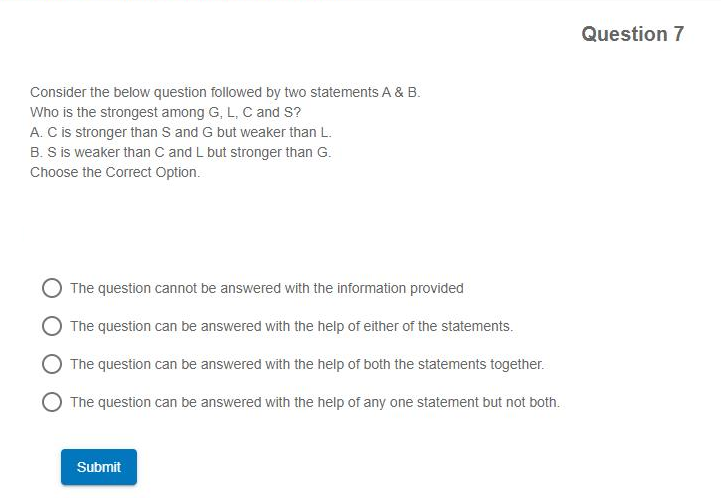 Question 7
Consider the below question followed by two statements A & B.
Who is the strongest among G, L, C and S?
A. C is stronger than S and G but weaker than L.
B. S is weaker than C and L but stronger than G.
Choose the Correct Option.
The question cannot be answered with the information provided
The question can be answered with the help of either of the statements.
The question can be answered with the help of both the statements together.
The question can be answered with the help of any one statement but not both.
Submit